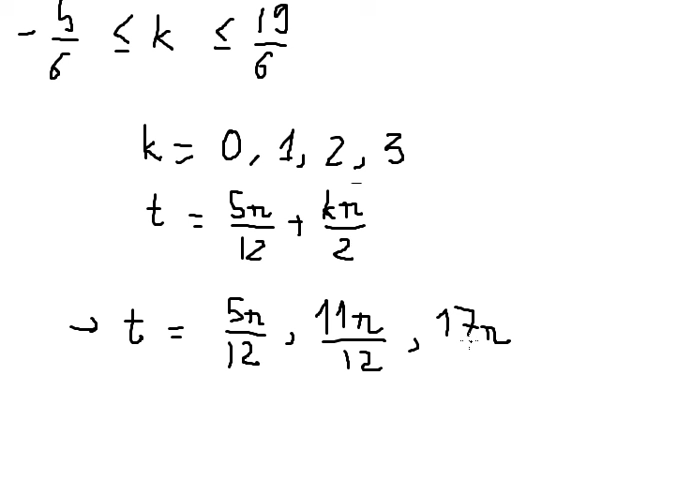 -5/6 ≤ k ≤ 19/6
k = 0, 1, 2, 3
t = 5π/12 + kπ/2
→ t = 5π/12, 11π/12, 17π